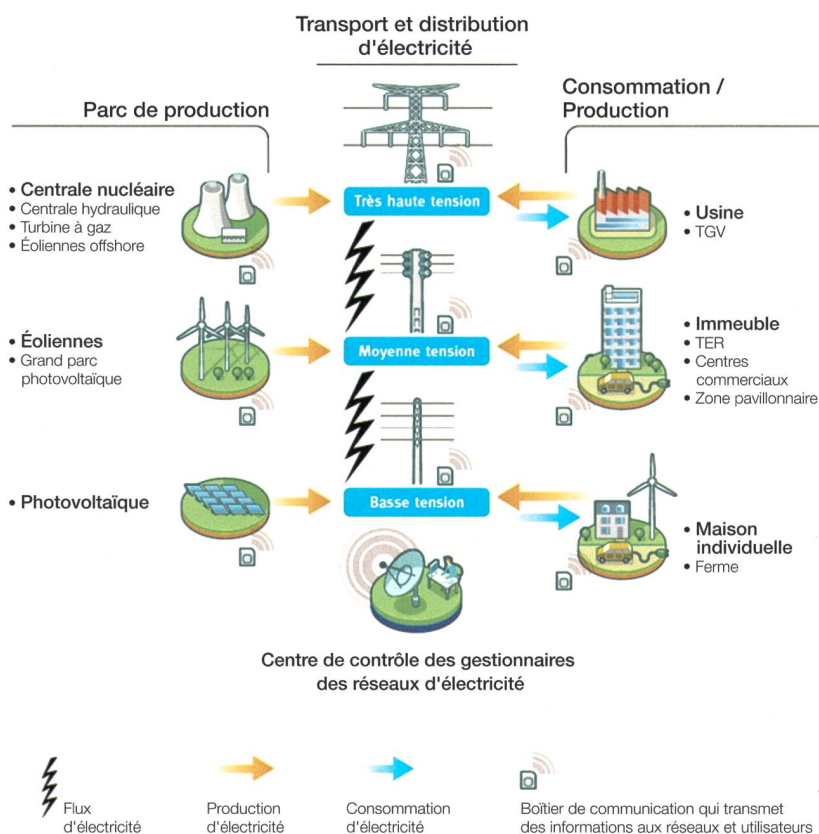 Transport et distribution
d'électricité
Parc de production
Consommation /
Production
• Centrale nucléaire
• Centrale hydraulique
• Turbine à gaz
• Éoliennes offshore
Très haute tension
• Usine
• TGV
• Éoliennes
• Grand parc
photovoltaïque
Moyenne tension
• Immeuble
• TER
• Centres
commerciaux
• Zone pavillonnaire
• Photovoltaïque
Basse tension
• Maison
individuelle
• Ferme
Centre de contrôle des gestionnaires
des réseaux d'électricité
Flux
d'électricité
Production
d'électricité
Consommation
d'électricité
Boîtier de communication qui transmet
des informations aux réseaux et utilisateurs